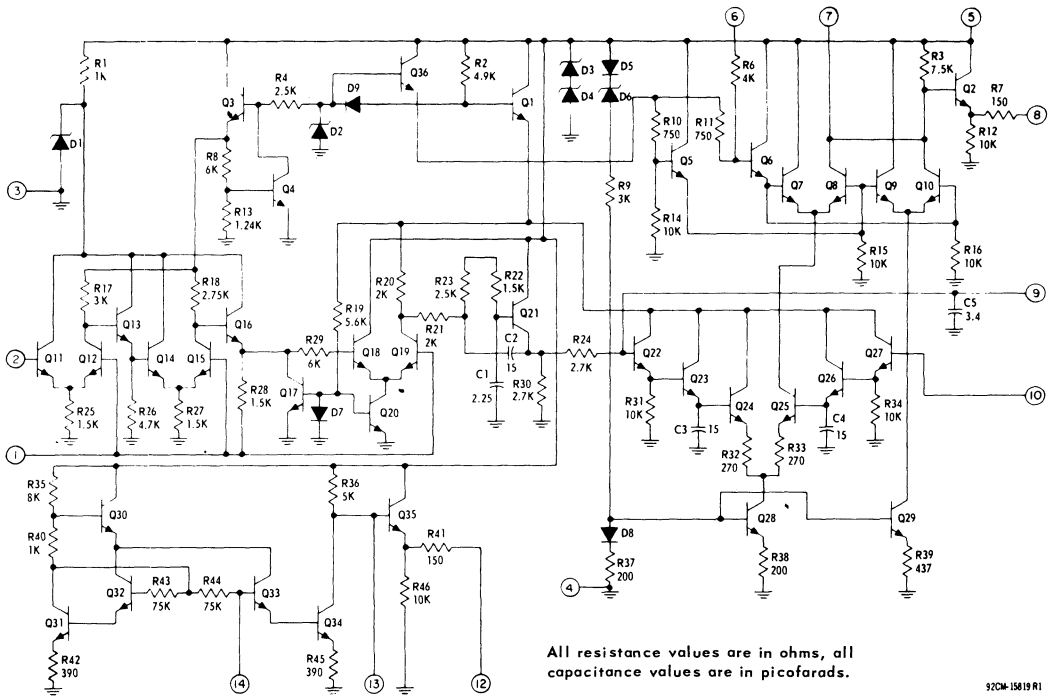 6
7
5
R1
1K
R4
2.5K
D9
Q36
R2
4.9K
Q3
Q1
D3
D5
D4
D6
R6
4K
R3
7.5K
Q2
R7
150
8
R12
10K
D1
D2
R8
6K
Q4
R13
1.24K
3
R10
750
R11
750
Q5
Q6
Q7
Q8
Q9
Q10
R9
3K
R14
10K
R15
10K
R16
10K
R17
3K
Q13
R18
2.75K
Q16
R19
5.6K
R20
2K
R23
2.5K
R22
1.5K
Q21
9
C5
3.4
2
Q11
Q12
Q14
Q15
R29
6K
Q18
Q19
R21
2K
C2
15
R24
2.7K
Q22
Q23
Q24
Q25
Q26
Q27
R25
1.5K
R26
4.7K
R27
1.5K
R28
1.5K
Q17
D7
Q20
C1
2.25
R30
2.7K
R31
10K
C3
15
C4
15
R34
10K
10
R32
270
R33
270
1
R35
8K
Q30
R36
5K
Q35
R40
1K
R41
150
D8
Q28
Q29
R37
200
R38
200
R39
437
4
Q32
R43
75K
R44
75K
Q33
R46
10K
Q31
Q34
R42
390
R45
390
14
13
12
All resistance values are in ohms, all
capacitance values are in picofarads.
92CM-15819 R1